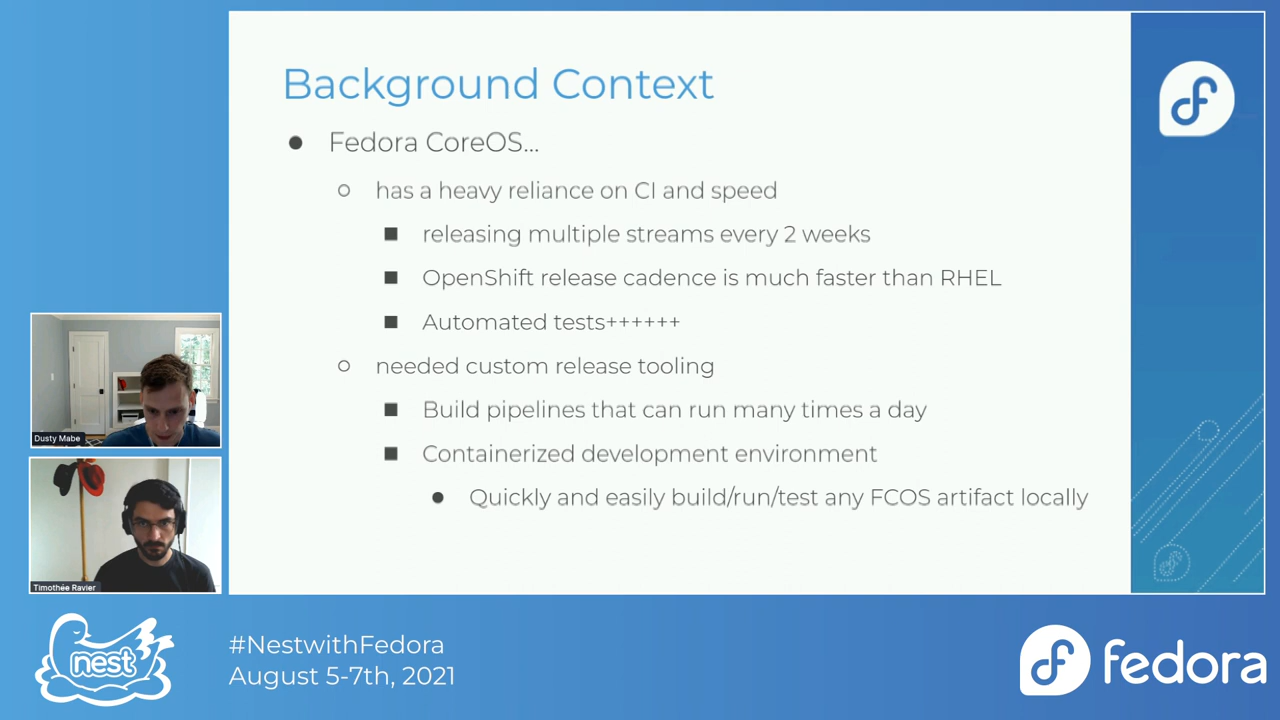 Background Context
Fedora CoreOS...
has a heavy reliance on CI and speed
releasing multiple streams every 2 weeks
OpenShift release cadence is much faster than RHEL
Automated tests++++++
needed custom release tooling
Build pipelines that can run many times a day
Containerized development environment
Quickly and easily build/run/test any FCOS artifact locally
Dusty Mabe
Timothée Ravier
nest
#NestwithFedora
August 5-7th, 2021
fedora